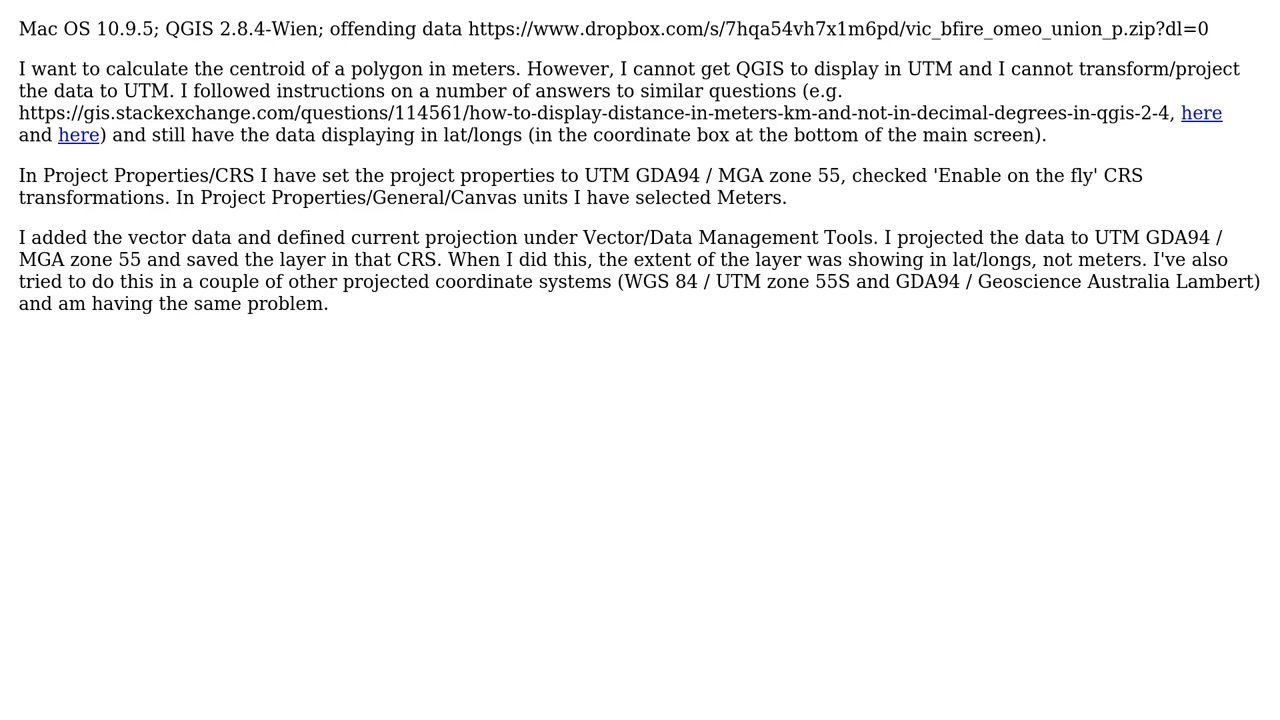 Mac OS 10.9.5; QGIS 2.8.4-Wien; offending data https://www.dropbox.com/s/7hqa54vh7x1m6pd/vic_bfire_omeo_union_p.zip?dl=0
I want to calculate the centroid of a polygon in meters. However, I cannot get QGIS to display in UTM and I cannot transform/project
the data to UTM. I followed instructions on a number of answers to similar questions (e.g.
https://gis.stackexchange.com/questions/114561/how-to-display-distance-in-meters-km-and-not-in-decimal-degrees-in-qgis-2-4, here
and here) and still have the data displaying in lat/longs (in the coordinate box at the bottom of the main screen).
In Project Properties/CRS I have set the project properties to UTM GDA94 / MGA zone 55, checked 'Enable on the fly' CRS
transformations. In Project Properties/General/Canvas units I have selected Meters.
I added the vector data and defined current projection under Vector/Data Management Tools. I projected the data to UTM GDA94 /
MGA zone 55 and saved the layer in that CRS. When I did this, the extent of the layer was showing in lat/longs, not meters. I've also
tried to do this in a couple of other projected coordinate systems (WGS 84 / UTM zone 55S and GDA94 / Geoscience Australia Lambert)
and am having the same problem.